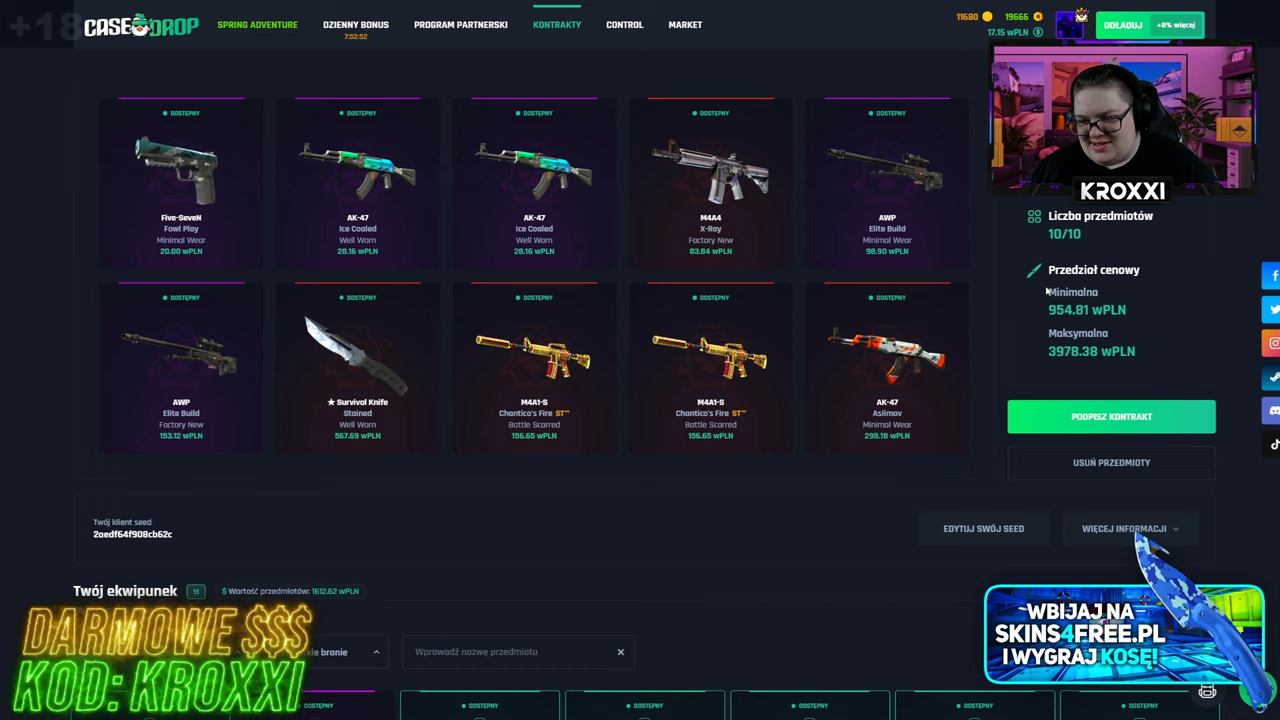 +18
CASE DROP
SPRING ADVENTURE
DZIENNY BONUS
7:52:52
PROGRAM PARTNERSKI
KONTRAKTY
CONTROL
MARKET
11680
19666
17.15 wPLN
DOŁADUJ
+8% więcej
DOSTĘPNY
Five-SeveN
Fowl Play
Minimal Wear
20.00 wPLN
DOSTĘPNY
AK-47
Ice Coaled
Well Worn
28.16 wPLN
DOSTĘPNY
AK-47
Ice Coaled
Well Worn
28.16 wPLN
DOSTĘPNY
M4A4
X-Ray
Factory New
83.84 wPLN
DOSTĘPNY
AWP
Elite Build
Minimal Wear
98.90 wPLN
DOSTĘPNY
AWP
Elite Build
Factory New
153.12 wPLN
DOSTĘPNY
★ Survival Knife
Stained
Well Worn
567.69 wPLN
DOSTĘPNY
M4A1-S
Chantico's Fire ST™
Battle Scarred
156.65 wPLN
DOSTĘPNY
M4A1-S
Chantico's Fire ST™
Battle Scarred
156.65 wPLN
DOSTĘPNY
AK-47
Asiimov
Minimal Wear
298.18 wPLN
KROXXI
Liczba przedmiotów
10/10
Przedział cenowy
Minimalna
954.81 wPLN
Maksymalna
3978.38 wPLN
PODPISZ KONTRAKT
USUŃ PRZEDMIOTY
Twój klient seed
2aedf64f908cb62c
EDYTUJ SWÓJ SEED
WIĘCEJ INFORMACJI
Twój ekwipunek
11
$ Wartość przedmiotów: 1612.62 wPLN
DARMOWE $$$
KOD: KROXXI
kie bronie
Wprowadź nazwę przedmiotu
WBIJAJ NA
SKINS4FREE.PL
I WYGRAJ KOSĘ!
DOSTĘPNY
DOSTĘPNY
DOSTĘPNY
DOSTĘPNY
DOSTĘPNY